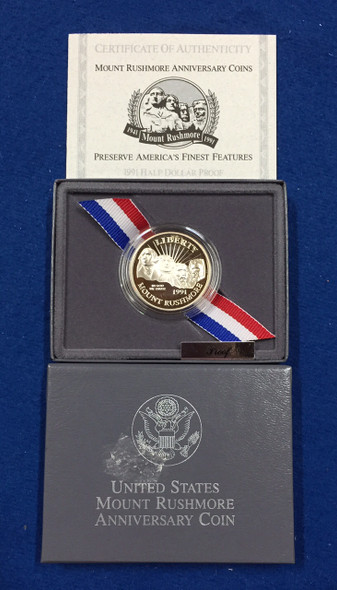 CERTIFICATE OF AUTHENTICITY
MOUNT RUSHMORE ANNIVERSARY COINS
1941 Mount Rushmore 1991
PRESERVE AMERICA'S FINEST FEATURES
1991 HALF DOLLAR PROOF
LIBERTY
1991
MOUNT RUSHMORE
Proof
UNITED STATES
MOUNT RUSHMORE
ANNIVERSARY COIN